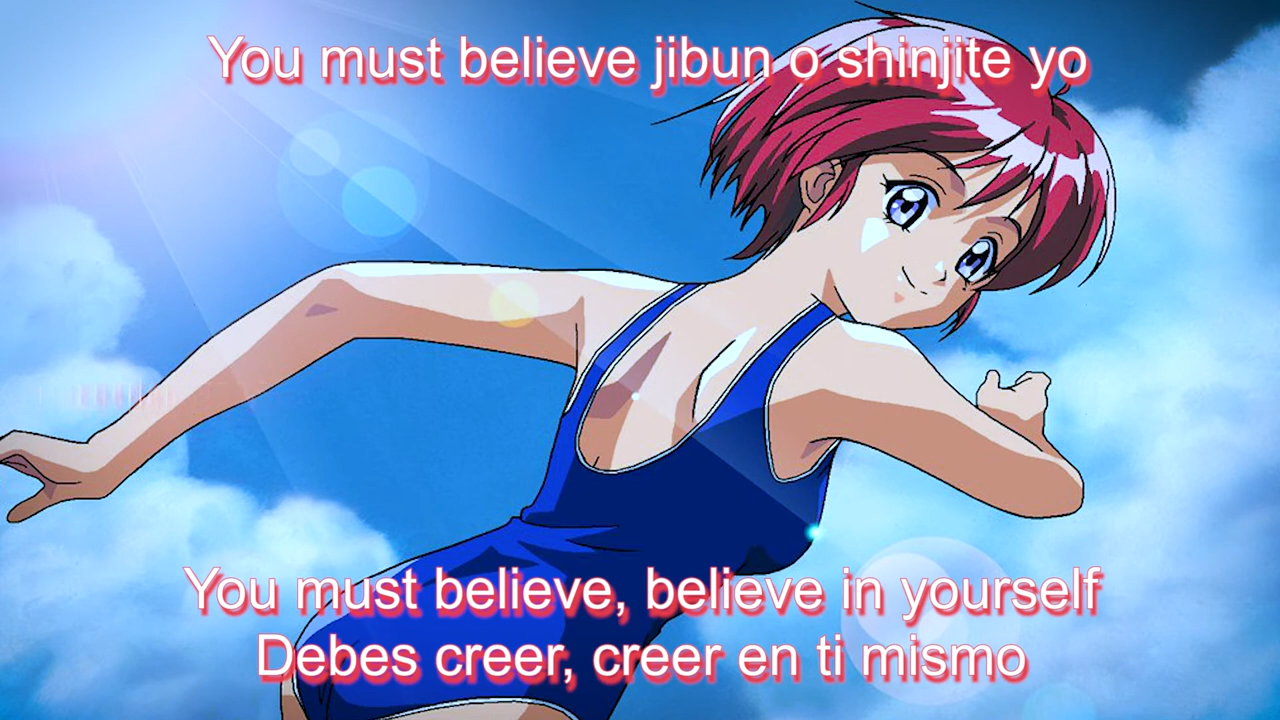 You must believe jibun o shinjite yo
You must believe, believe in yourself
Debes creer, creer en ti mismo